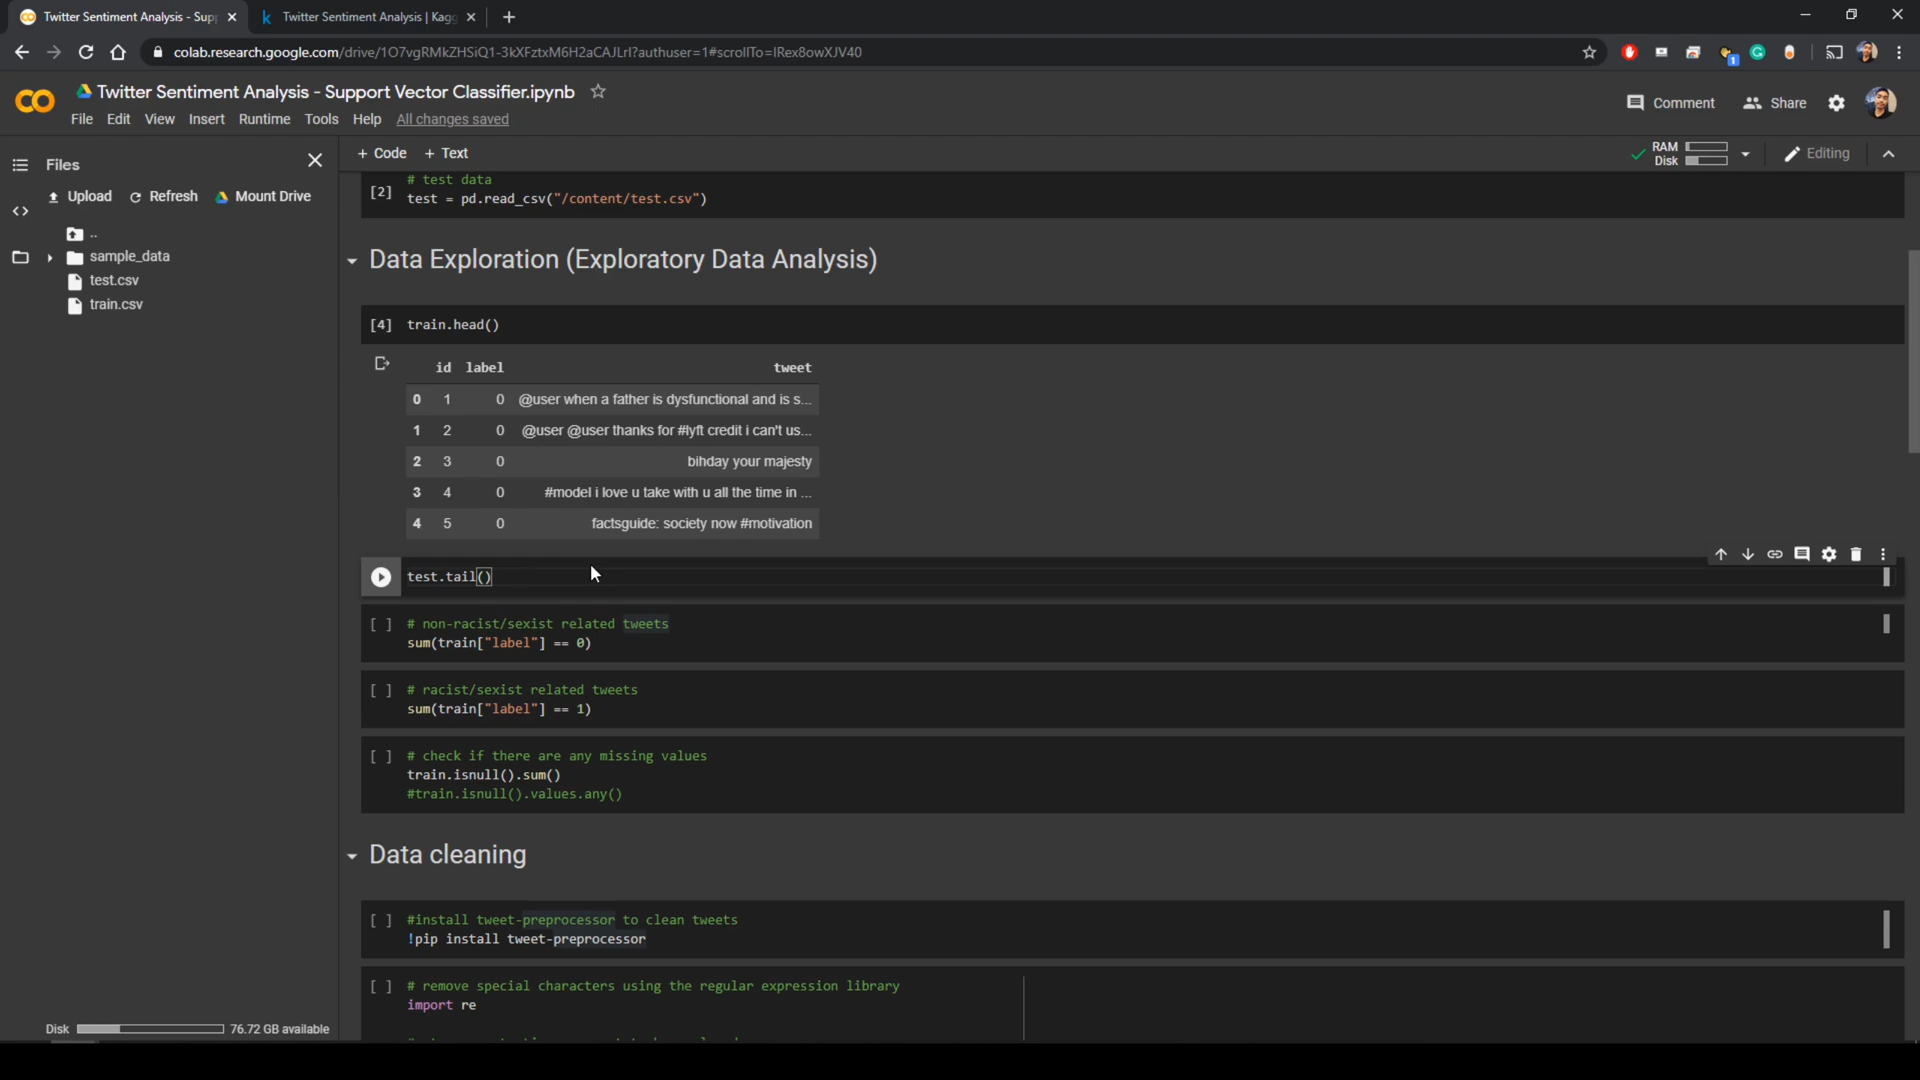 Twitter Sentiment Analysis - Supp
Twitter Sentiment Analysis | Kagg
colab.research.google.com/drive/1O7vgRMkZHSiQ1-3kXFztxM6H2aCAJLrI?authuser=1#scrollTo=IRex8owXJV40
1
Twitter Sentiment Analysis - Support Vector Classifier.ipynb
Comment
Share
File Edit View Insert Runtime Tools Help All changes saved
+ Code + Text
RAM
Disk
Editing
Files
Upload Refresh Mount Drive
..
sample_data
test.csv
train.csv
Disk 76.72 GB available
# test data
[2] test = pd.read_csv("/content/test.csv")
Data Exploration (Exploratory Data Analysis)
[4] train.head()
id label tweet
0 1 0 @user when a father is dysfunctional and is s...
1 2 0 @user @user thanks for #lyft credit i can't us...
2 3 0 bihday your majesty
3 4 0 #model i love u take with u all the time in ...
4 5 0 factsguide: society now #motivation
test.tail()
[ ] # non-racist/sexist related tweets
sum(train["label"] == 0)
[ ] # racist/sexist related tweets
sum(train["label"] == 1)
[ ] # check if there are any missing values
train.isnull().sum()
#train.isnull().values.any()
Data cleaning
[ ] #install tweet-preprocessor to clean tweets
!pip install tweet-preprocessor
[ ] # remove special characters using the regular expression library
import re